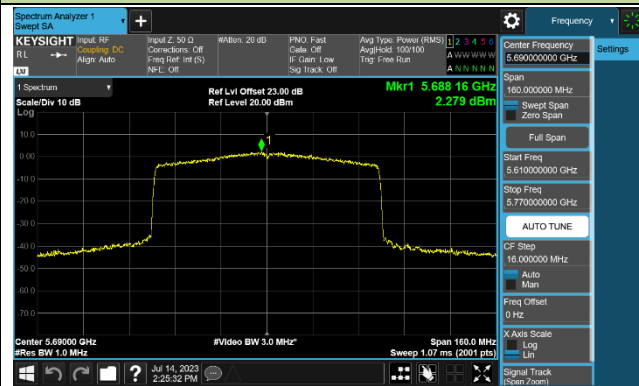 Spectrum Analyzer 1
Swept SA
Frequency
KEYSIGHT
Input: RF
Input Z: 50 Ω
#Atten: 20 dB
PNO: Fast
Avg Type: Power (RMS)
1 2 3 4 5 6
RL
Coupling: DC
Corrections: Off
Gate: Off
Avg|Hold: 100/100
A W W W W W
Align: Auto
Freq Ref: Int (S)
IF Gain: Low
Trig: Free Run
LXI
NFE: Off
Sig Track: Off
A N N N N N
1 Spectrum
Ref Lvl Offset 23.00 dB
Mkr1 5.688 16 GHz
Scale/Div 10 dB
Ref Level 20.00 dBm
2.279 dBm
Log
1
10.0
0.00
-10.0
-20.0
-30.0
-40.0
-50.0
-60.0
-70.0
Center 5.69000 GHz
#Video BW 3.0 MHz*
Span 160.0 MHz
#Res BW 1.0 MHz
Sweep 1.07 ms (2001 pts)
Jul 14, 2023
2:25:32 PM
Center Frequency
5.690000000 GHz
Settings
Span
160.000000 MHz
Swept Span
Zero Span
Full Span
Start Freq
5.610000000 GHz
Stop Freq
5.770000000 GHz
AUTO TUNE
CF Step
16.000000 MHz
Auto
Man
Freq Offset
0 Hz
X Axis Scale
Log
Lin
Signal Track
(Span Zoom)